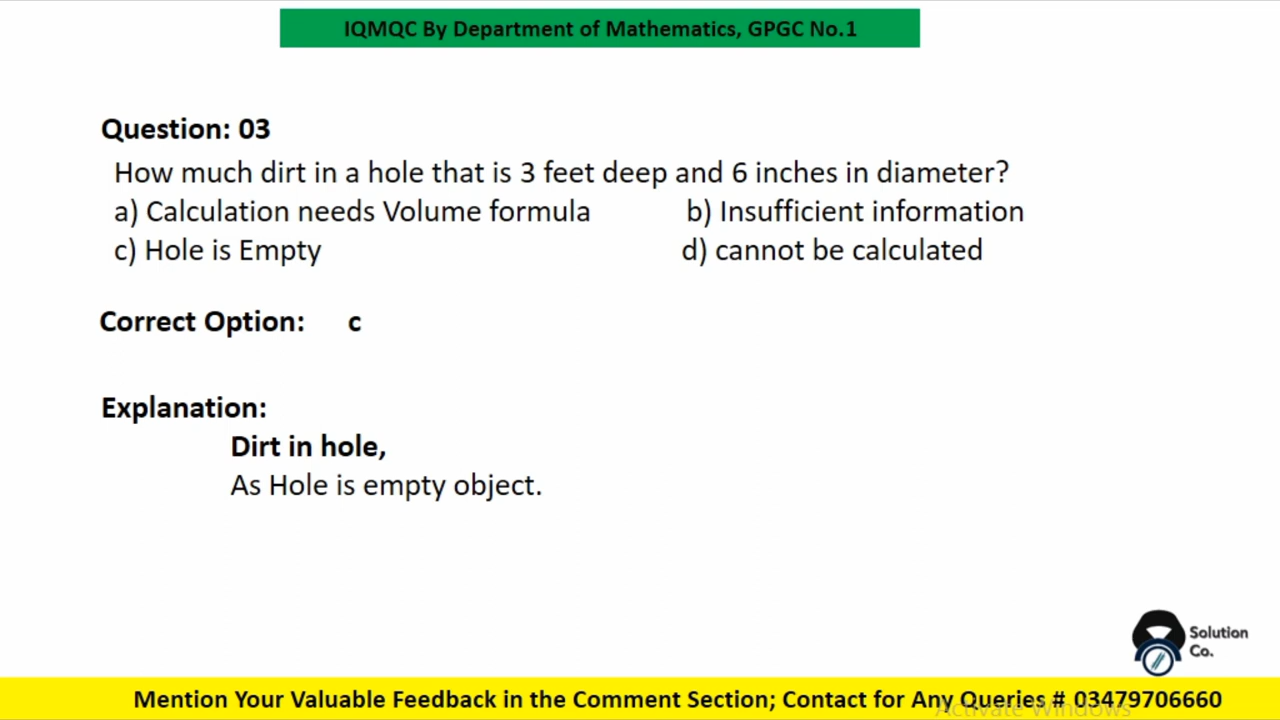 IQMQC By Department of Mathematics, GPGC No.1
Question: 03
How much dirt in a hole that is 3 feet deep and 6 inches in diameter?
a) Calculation needs Volume formula b) Insufficient information
c) Hole is Empty d) cannot be calculated
Correct Option: c
Explanation:
Dirt in hole,
As Hole is empty object.
Solution
Co.
Mention Your Valuable Feedback in the Comment Section; Contact for Any Queries # 03479706660
Activate Windows